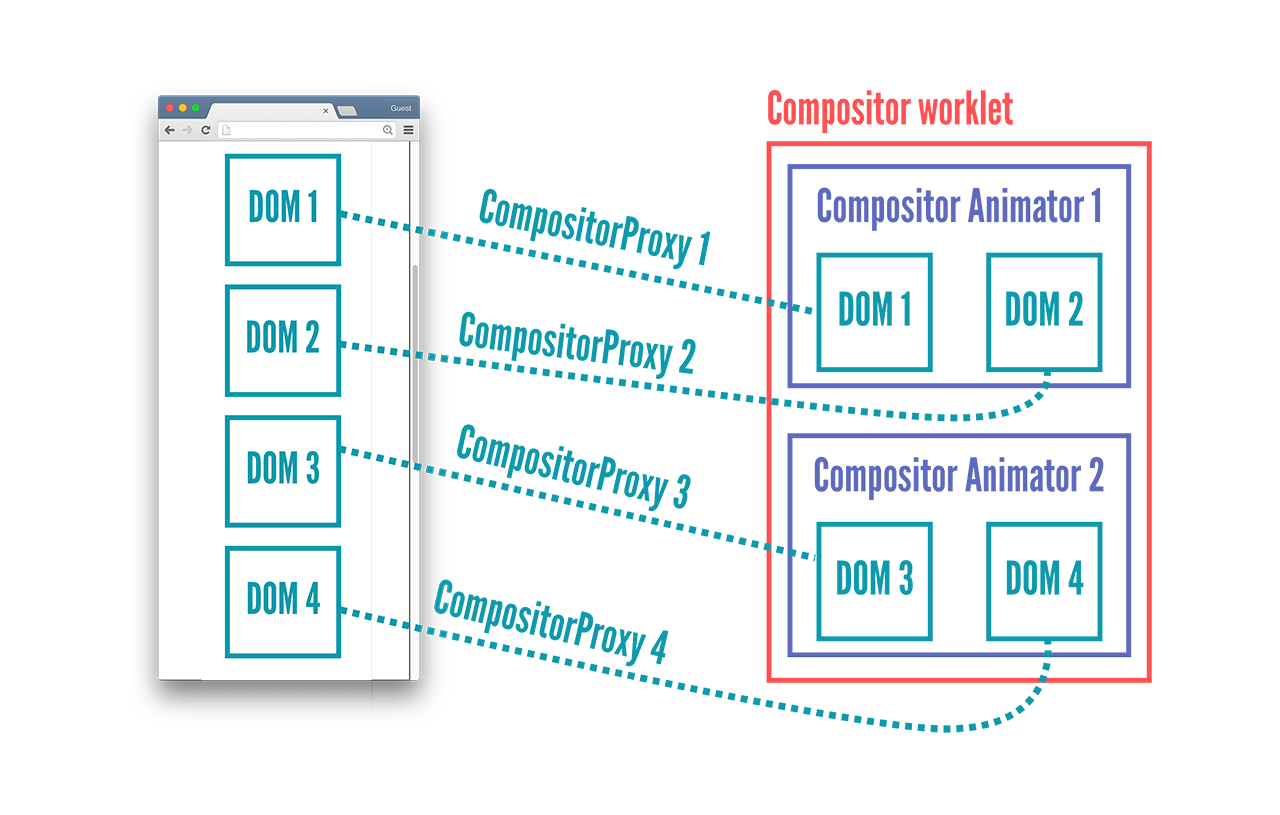 Guest
DOM 1
DOM 2
DOM 3
DOM 4
CompositorProxy 1
CompositorProxy 2
CompositorProxy 3
CompositorProxy 4
Compositor worklet
Compositor Animator 1
DOM 1
DOM 2
Compositor Animator 2
DOM 3
DOM 4